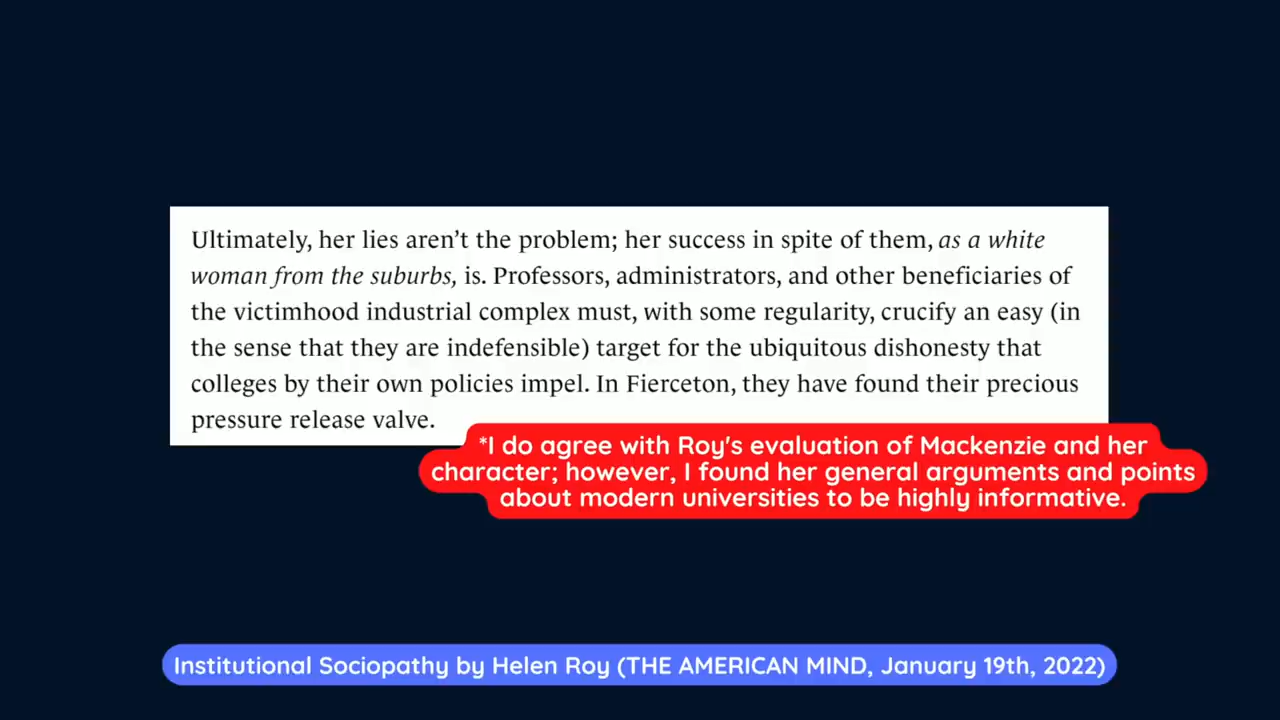 Ultimately, her lies aren’t the problem; her success in spite of them, as a white
woman from the suburbs, is. Professors, administrators, and other beneficiaries of
the victimhood industrial complex must, with some regularity, crucify an easy (in
the sense that they are indefensible) target for the ubiquitous dishonesty that
colleges by their own policies impel. In Fierceton, they have found their precious
pressure release valve.
*I do agree with Roy's evaluation of Mackenzie and her
character; however, I found her general arguments and points
about modern universities to be highly informative.
Institutional Sociopathy by Helen Roy (THE AMERICAN MIND, January 19th, 2022)